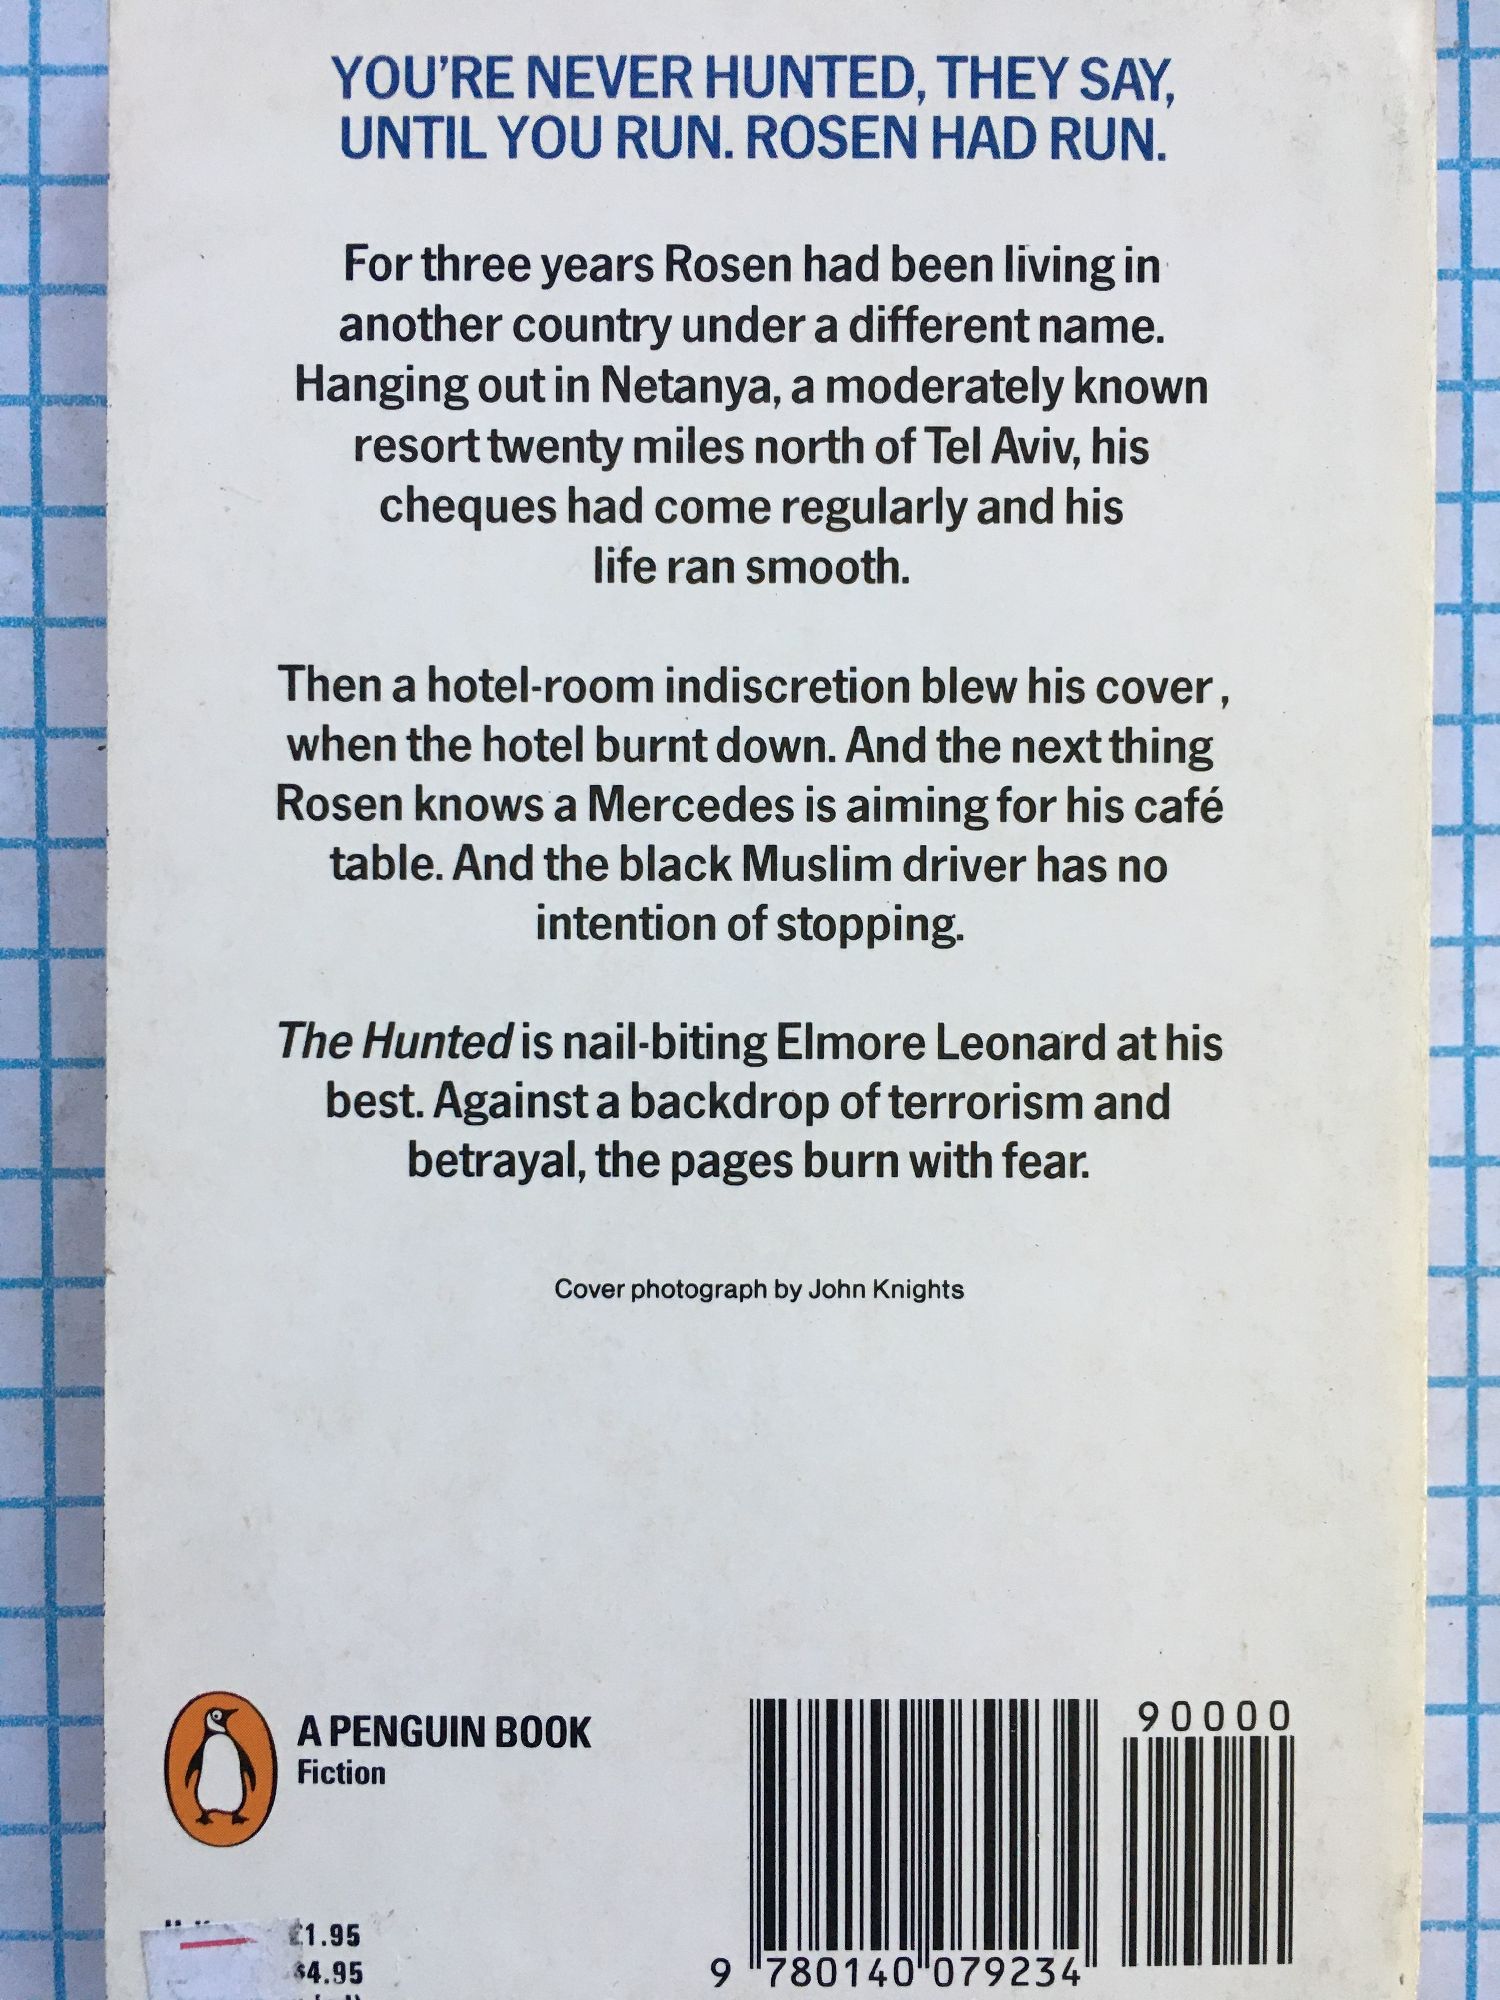 YOU'RE NEVER HUNTED, THEY SAY,
UNTIL YOU RUN. ROSEN HAD RUN.
For three years Rosen had been living in
another country under a different name.
Hanging out in Netanya, a moderately known
resort twenty miles north of Tel Aviv, his
cheques had come regularly and his
life ran smooth.
Then a hotel-room indiscretion blew his cover,
when the hotel burnt down. And the next thing
Rosen knows a Mercedes is aiming for his café
table. And the black Muslim driver has no
intention of stopping.
The Hunted is nail-biting Elmore Leonard at his
best. Against a backdrop of terrorism and
betrayal, the pages burn with fear.
Cover photograph by John Knights
A PENGUIN BOOK
Fiction
£1.95
$4.95
90000
9 780140 079234